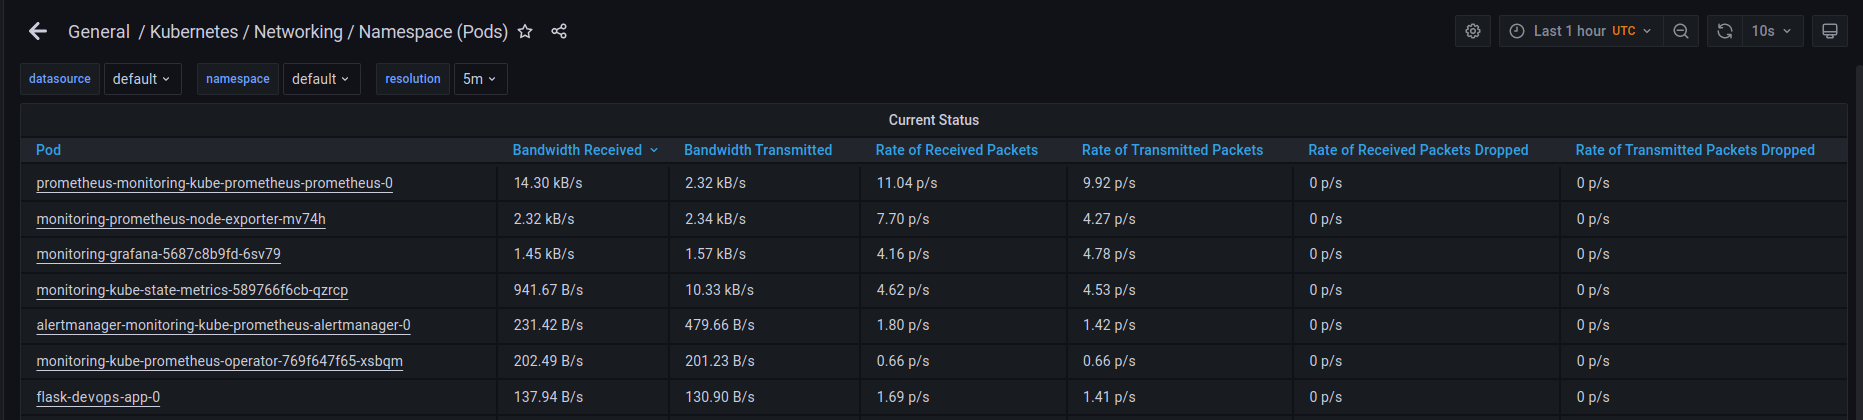 General / Kubernetes / Networking / Namespace (Pods)
Last 1 hour UTC
10s
datasource default namespace default resolution 5m
Current Status
Pod Bandwidth Received Bandwidth Transmitted Rate of Received Packets Rate of Transmitted Packets Rate of Received Packets Dropped Rate of Transmitted Packets Dropped
prometheus-monitoring-kube-prometheus-prometheus-0 14.30 kB/s 2.32 kB/s 11.04 p/s 9.92 p/s 0 p/s 0 p/s
monitoring-prometheus-node-exporter-mv74h 2.32 kB/s 2.34 kB/s 7.70 p/s 4.27 p/s 0 p/s 0 p/s
monitoring-grafana-5687c8b9fd-6sv79 1.45 kB/s 1.57 kB/s 4.16 p/s 4.78 p/s 0 p/s 0 p/s
monitoring-kube-state-metrics-589766f6cb-qzrcp 941.67 B/s 10.33 kB/s 4.62 p/s 4.53 p/s 0 p/s 0 p/s
alertmanager-monitoring-kube-prometheus-alertmanager-0 231.42 B/s 479.66 B/s 1.80 p/s 1.42 p/s 0 p/s 0 p/s
monitoring-kube-prometheus-operator-769f647f65-xsbqm 202.49 B/s 201.23 B/s 0.66 p/s 0.66 p/s 0 p/s 0 p/s
flask-devops-app-0 137.94 B/s 130.90 B/s 1.69 p/s 1.41 p/s 0 p/s 0 p/s